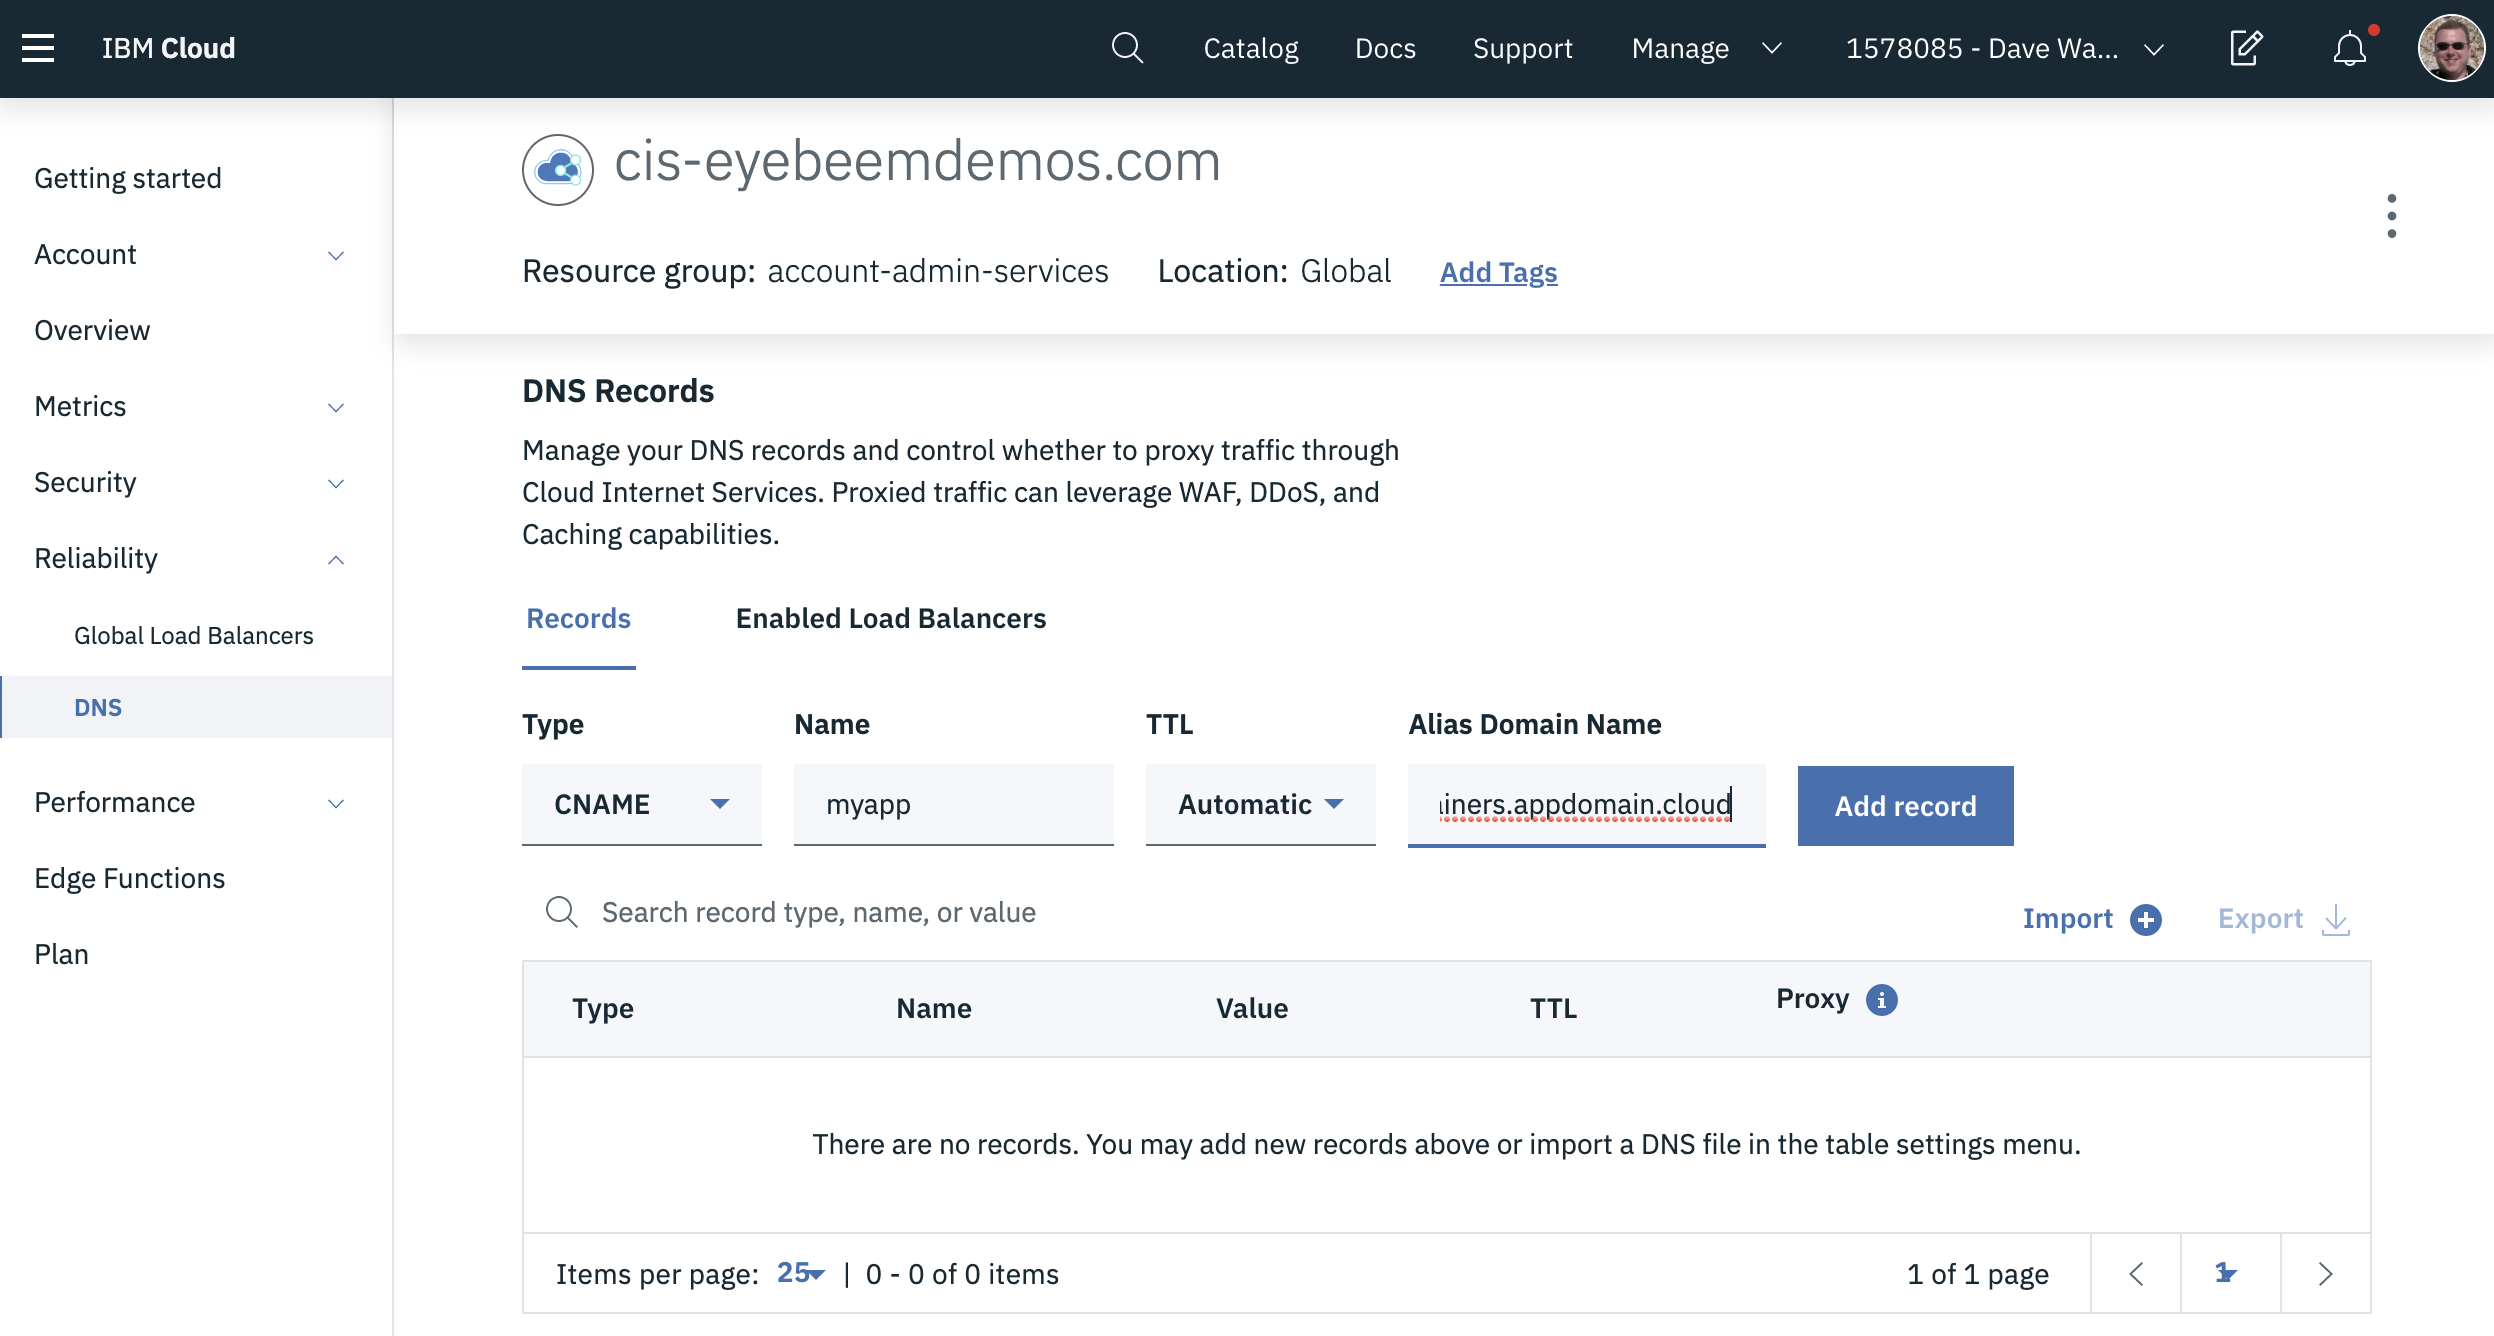 IBM Cloud
Catalog
Docs
Support
Manage
1578085 - Dave Wa...
Getting started
Account
Overview
Metrics
Security
Reliability
Global Load Balancers
DNS
Performance
Edge Functions
Plan
cis-eyebeemdemos.com
Resource group: account-admin-services Location: Global Add Tags
DNS Records
Manage your DNS records and control whether to proxy traffic through
Cloud Internet Services. Proxied traffic can leverage WAF, DDoS, and
Caching capabilities.
Records Enabled Load Balancers
Type Name TTL Alias Domain Name
CNAME myapp Automatic iners.appdomain.cloud Add record
Search record type, name, or value
Import Export
Type Name Value TTL Proxy
There are no records. You may add new records above or import a DNS file in the table settings menu.
Items per page: 25 | 0 - 0 of 0 items 1 of 1 page 1